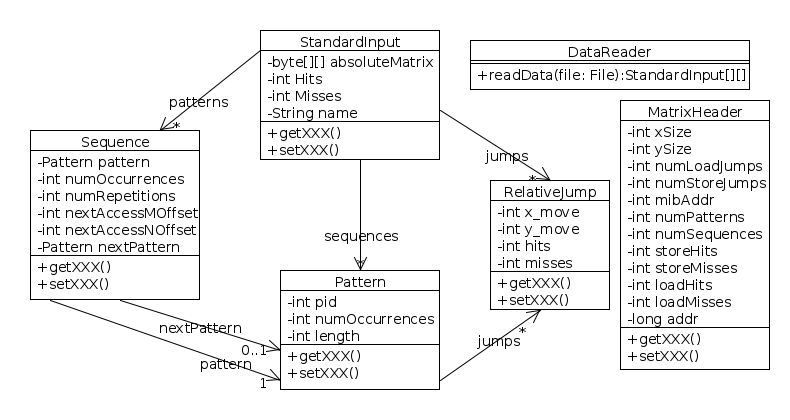 StandardInput
-byte[][] absoluteMatrix
-int Hits
-int Misses
-String name
+getXXX()
+setXXX()
DataReader
+readData(file: File):StandardInput[][]
MatrixHeader
-int xSize
-int ySize
-int numLoadJumps
-int numStoreJumps
-int mibAddr
-int numPatterns
-int numSequences
-int storeHits
-int storeMisses
-int loadHits
-int loadMisses
-long addr
+getXXX()
+setXXX()
patterns
*
Sequence
-Pattern pattern
-int numOccurrences
-int numRepetitions
-int nextAccessMOffset
-int nextAccessNOffset
-Pattern nextPattern
+getXXX()
+setXXX()
jumps
*
RelativeJump
-int x_move
-int y_move
-int hits
-int misses
+getXXX()
+setXXX()
sequences
*
Pattern
-int pid
-int numOccurrences
-int length
+getXXX()
+setXXX()
nextPattern
0..1
pattern
1
jumps
*